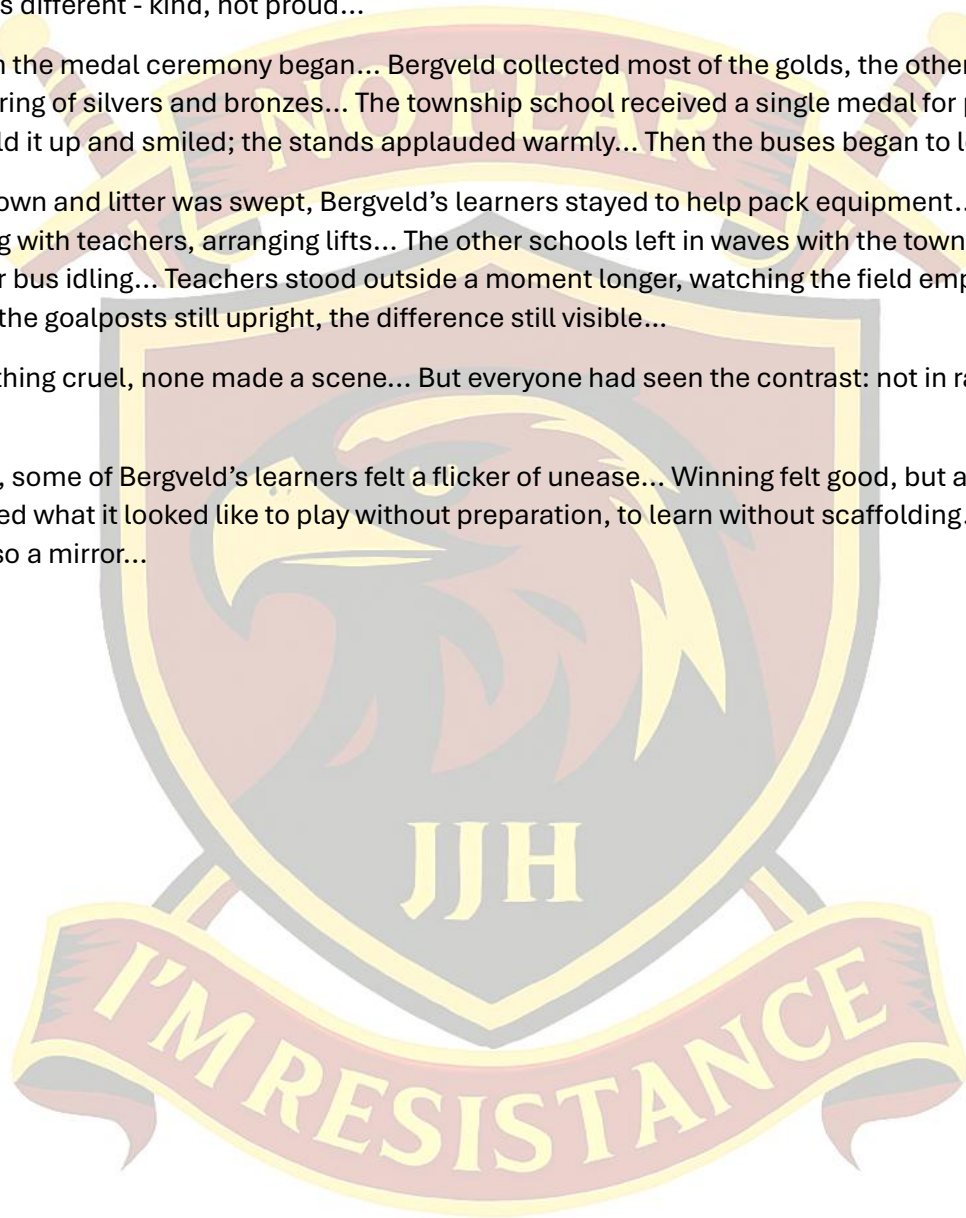 s different - kind, not proud…
n the medal ceremony began… Bergveld collected most of the golds, the other
ring of silvers and bronzes… The township school received a single medal for p
ld it up and smiled; the stands applauded warmly… Then the buses began to l
own and litter was swept, Bergveld’s learners stayed to help pack equipment…
g with teachers, arranging lifts… The other schools left in waves with the town
r bus idling… Teachers stood outside a moment longer, watching the field emp
the goalposts still upright, the difference still visible…
thing cruel, none made a scene… But everyone had seen the contrast: not in ra
, some of Bergveld’s learners felt a flicker of unease… Winning felt good, but a
ed what it looked like to play without preparation, to learn without scaffolding…
so a mirror…
JJH
I'M RESISTANCE